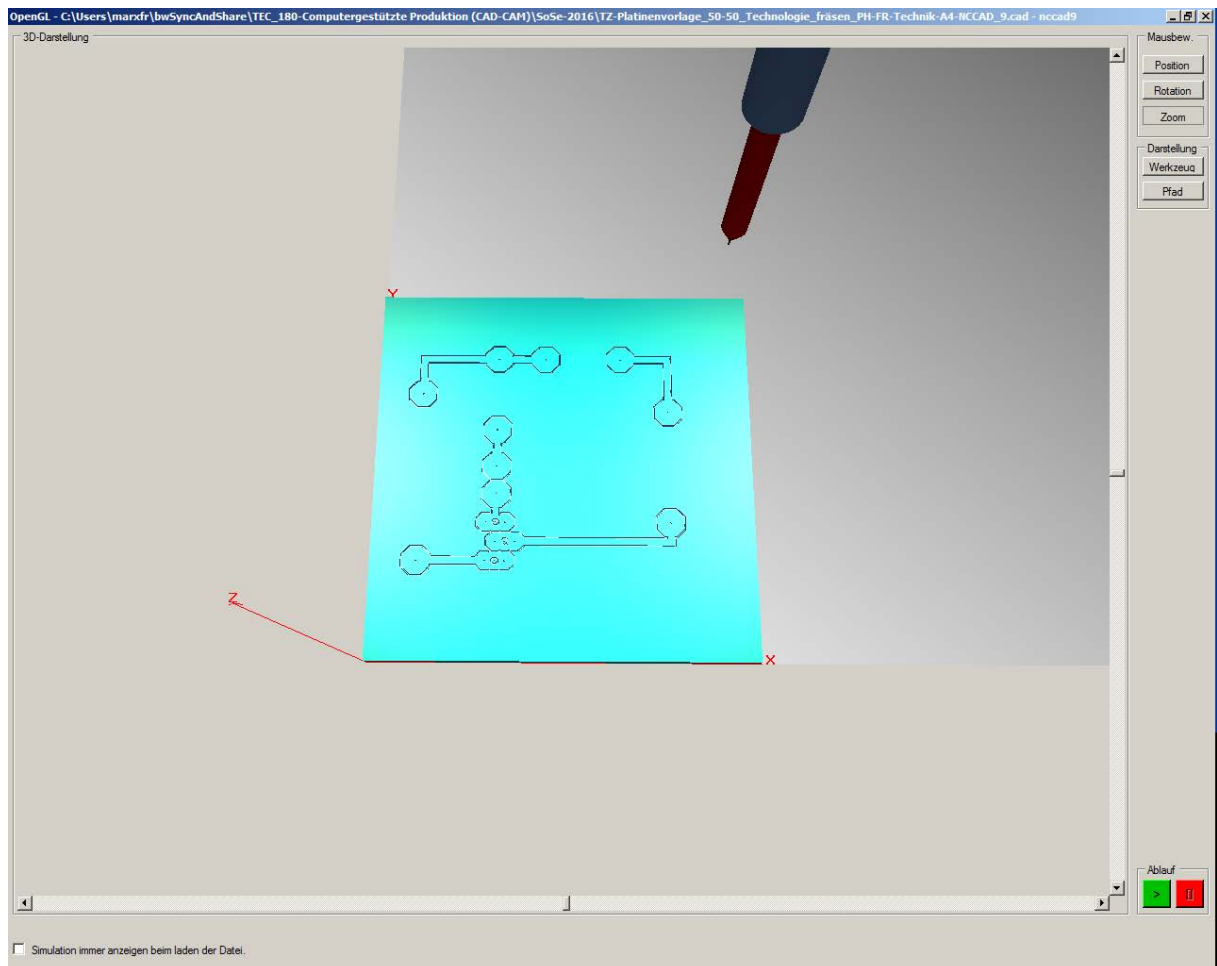 OpenGL - C:\Users\marxfr\bwSyncAndShare\TEC_180-Computergestützte Produktion (CAD-CAM)\SoSe-2016\TZ-Platinenvorlage_50-50_Technologie_fräsen_PH-FR-Technik-A4-NCCAD_9.cad - nccad9
3D-Darstellung
Mausbew.
Position
Rotation
Zoom
Darstellung
Werkzeug
Pfad
Y
Z
X
Ablauf
>
[]
Simulation immer anzeigen beim laden der Datei.